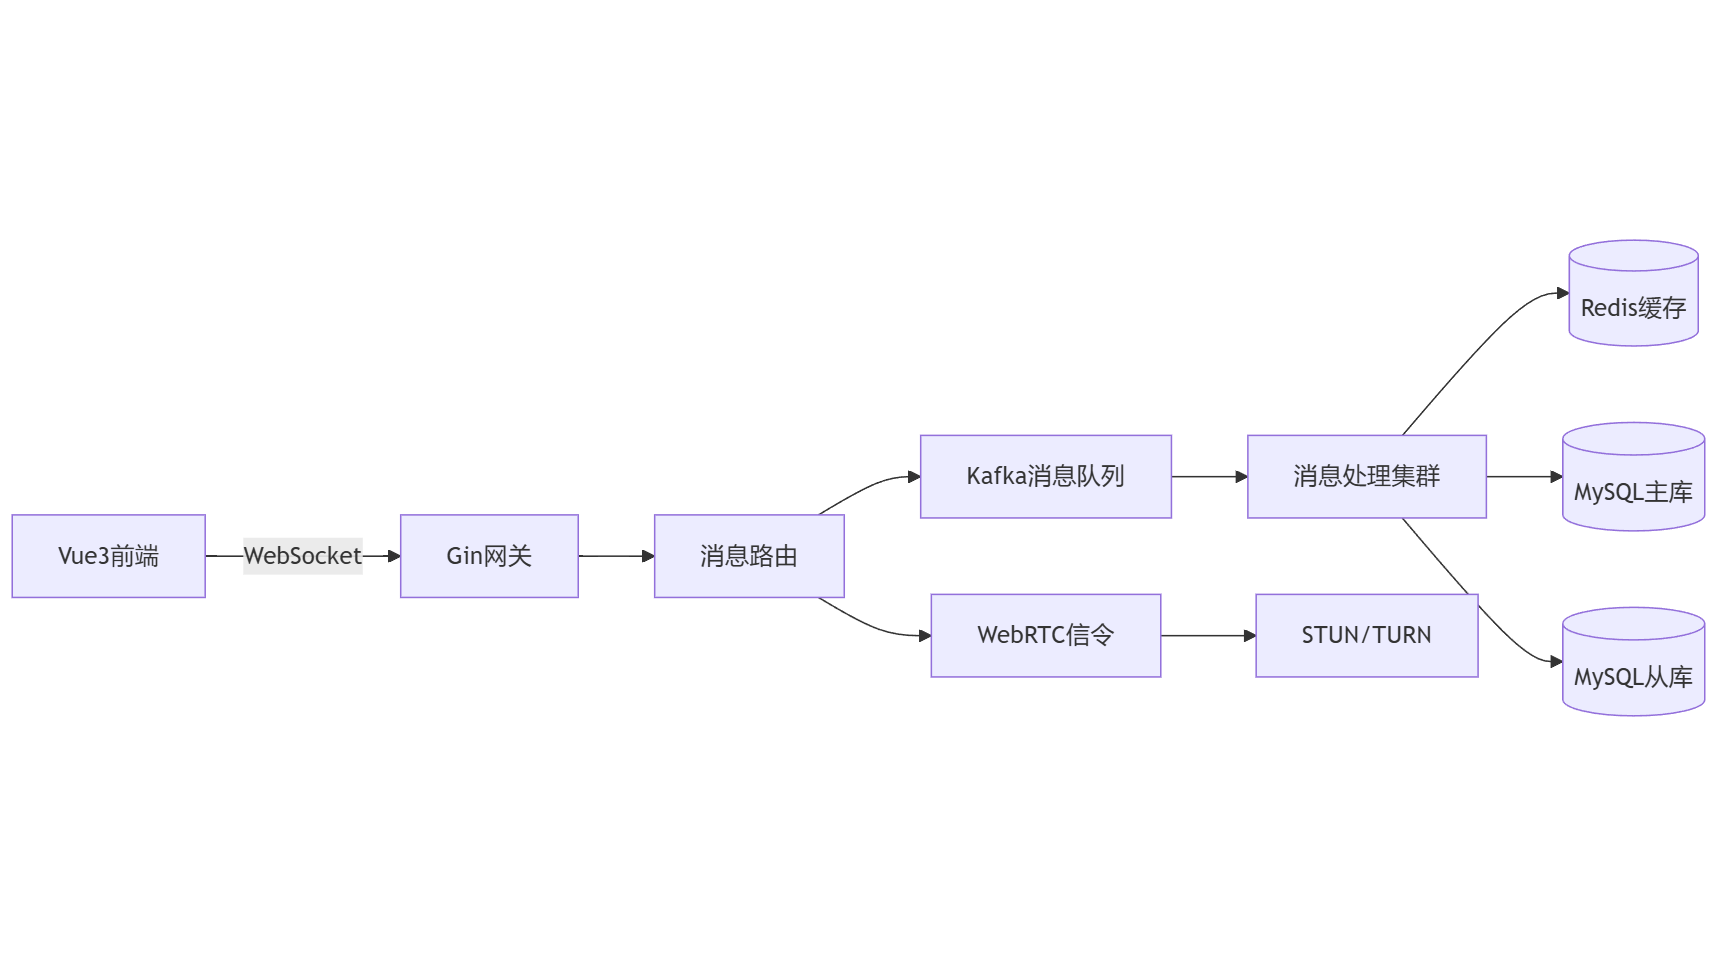 Vue3前端
WebSocket
Gin网关
消息路由
Kafka消息队列
WebRTC信令
消息处理集群
STUN/TURN
Redis缓存
MySQL主库
MySQL从库